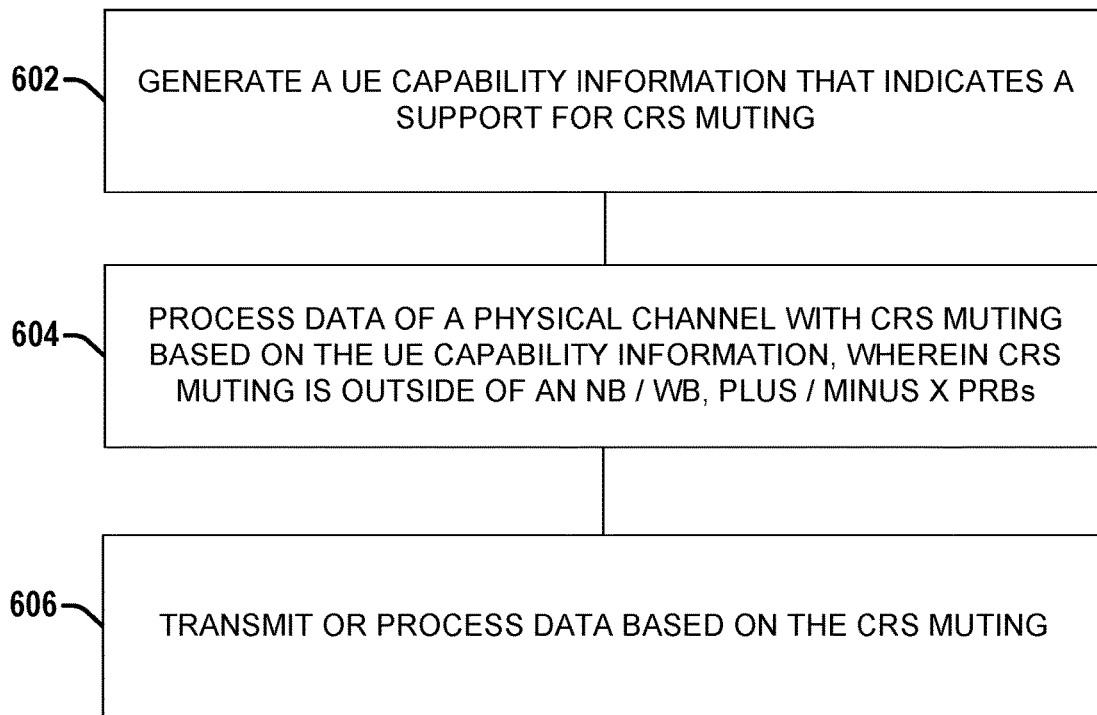 602
GENERATE A UE CAPABILITY INFORMATION THAT INDICATES A
SUPPORT FOR CRS MUTING
604
PROCESS DATA OF A PHYSICAL CHANNEL WITH CRS MUTING
BASED ON THE UE CAPABILITY INFORMATION, WHEREIN CRS
MUTING IS OUTSIDE OF AN NB / WB, PLUS / MINUS X PRBs
606
TRANSMIT OR PROCESS DATA BASED ON THE CRS MUTING